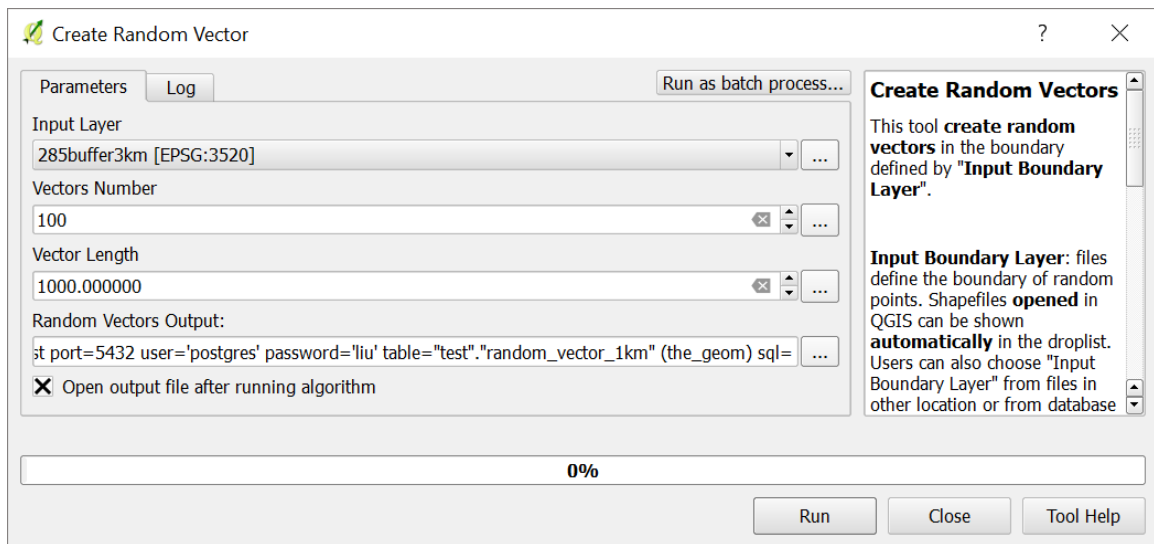 Create Random Vector
?
Parameters
Log
Run as batch process...
Input Layer
285buffer3km [EPSG:3520]
...
Vectors Number
100
...
Vector Length
1000.000000
...
Random Vectors Output:
st port=5432 user='postgres' password='liu' table="test"."random_vector_1km" (the_geom) sql=
...
Open output file after running algorithm
Create Random Vectors
This tool create random
vectors in the boundary
defined by "Input Boundary
Layer".
Input Boundary Layer: files
define the boundary of random
points. Shapefiles opened in
QGIS can be shown
automatically in the droplist.
Users can also choose "Input
Boundary Layer" from files in
other location or from database
0%
Run
Close
Tool Help